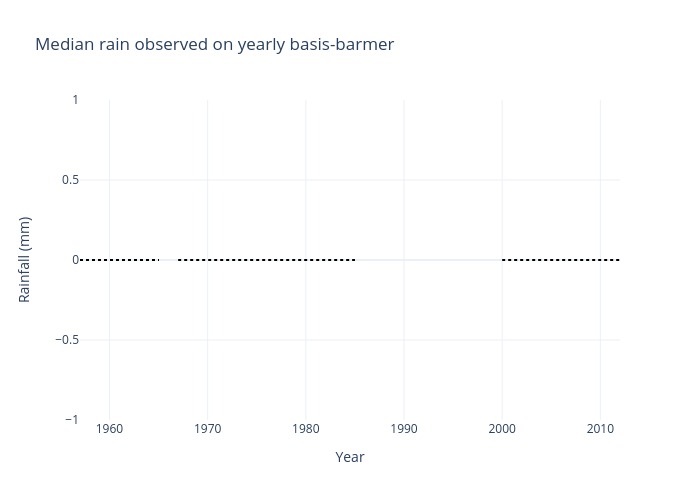 Median rain observed on yearly basis-barmer
1
0.5
0
−0.5
−1
Rainfall (mm)
1960 1970 1980 1990 2000 2010
Year